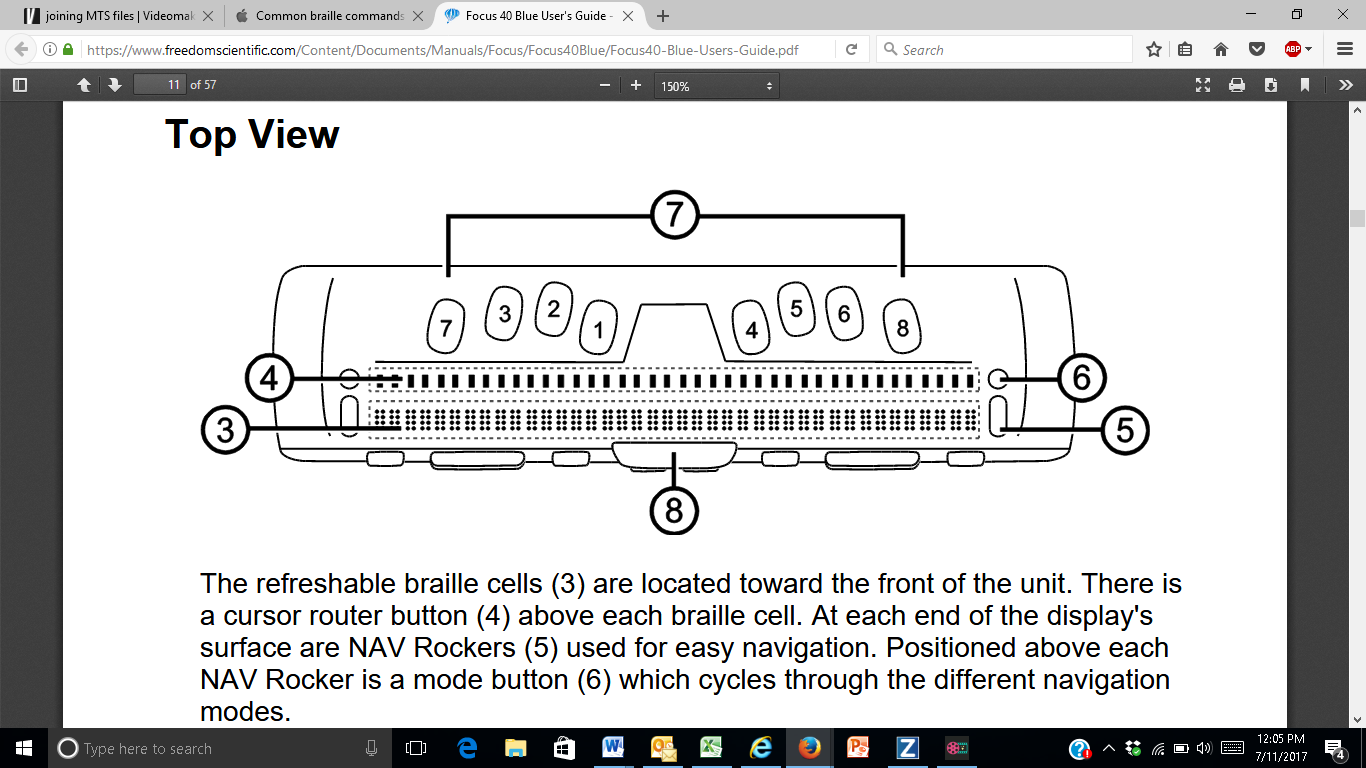 joining MTS files | Videomak
Common braille commands
Focus 40 Blue User's Guide -
https://www.freedomscientific.com/Content/Documents/Manuals/Focus/Focus40Blue/Focus40-Blue-Users-Guide.pdf
Search
ABP
11 of 57
150%
Top View
7
7 3 2 1 4 5 6 8
4 6
3 5
8
The refreshable braille cells (3) are located toward the front of the unit. There is
a cursor router button (4) above each braille cell. At each end of the display's
surface are NAV Rockers (5) used for easy navigation. Positioned above each
NAV Rocker is a mode button (6) which cycles through the different navigation
modes.
Type here to search
12:05 PM
7/11/2017
4